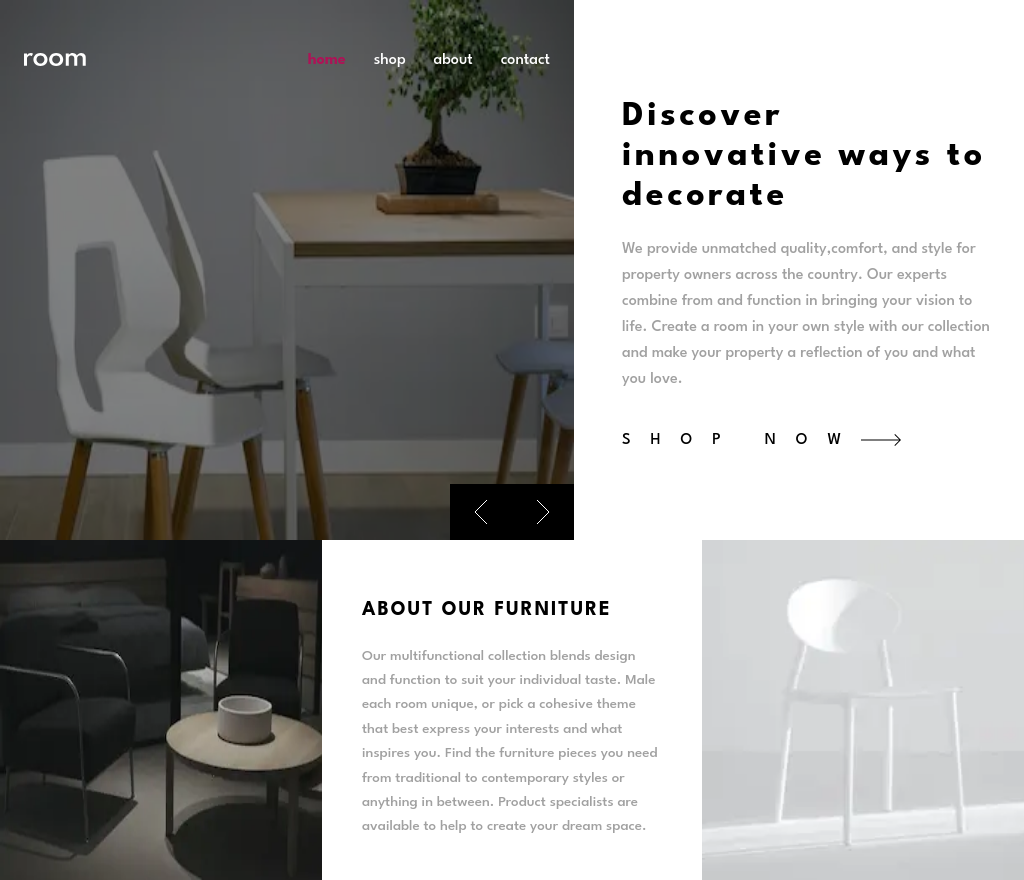 room
home shop about contact
Discover
innovative ways to
decorate
We provide unmatched quality,comfort, and style for
property owners across the country. Our experts
combine from and function in bringing your vision to
life. Create a room in your own style with our collection
and make your property a reflection of you and what
you love.
SHOP NOW
ABOUT OUR FURNITURE
Our multifunctional collection blends design
and function to suit your individual taste. Male
each room unique, or pick a cohesive theme
that best express your interests and what
inspires you. Find the furniture pieces you need
from traditional to contemporary styles or
anything in between. Product specialists are
available to help to create your dream space.